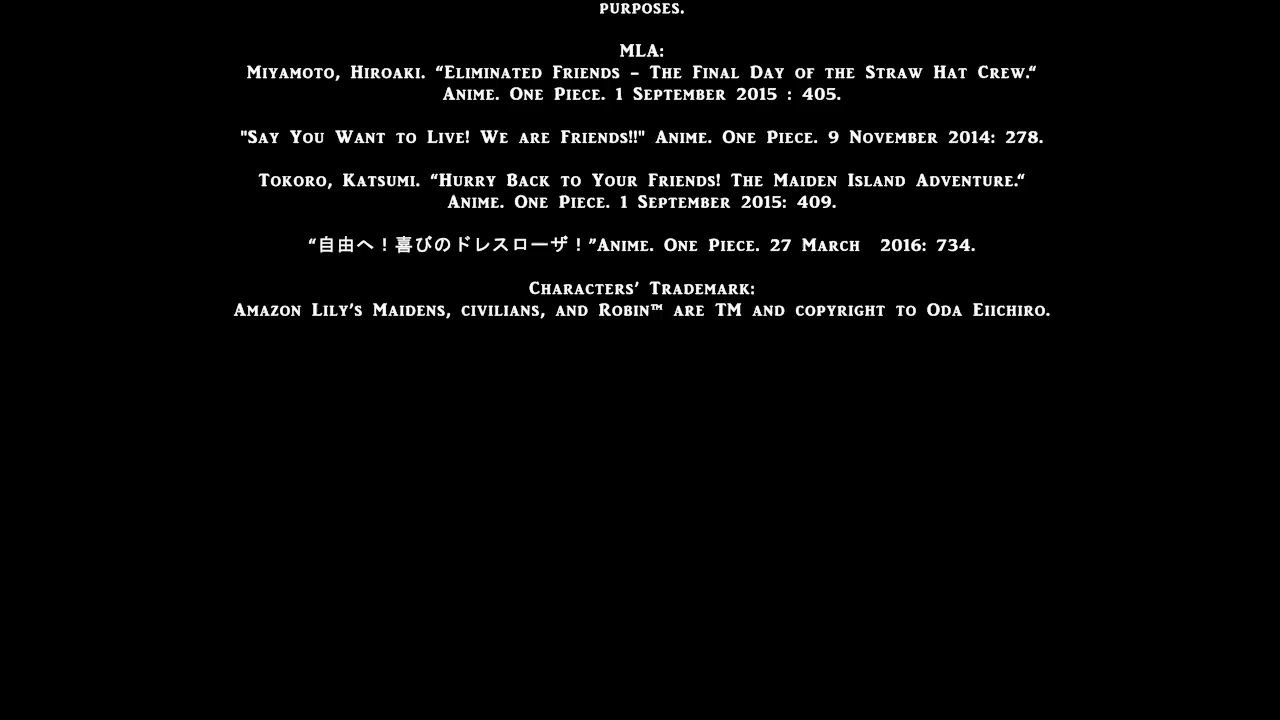 purposes.
MLA:
Miyamoto, Hiroaki. “Eliminated Friends – The Final Day of the Straw Hat Crew.“
Anime. One Piece. 1 September 2015 : 405.
"Say You Want to Live! We are Friends!!" Anime. One Piece. 9 November 2014: 278.
Tokoro, Katsumi. “Hurry Back to Your Friends! The Maiden Island Adventure.“
Anime. One Piece. 1 September 2015: 409.
“自由へ！喜びのドレスローザ！”Anime. One Piece. 27 March  2016: 734.
Characters’ Trademark:
Amazon Lily’s Maidens, civilians, and Robin™ are TM and copyright to Oda Eiichiro.